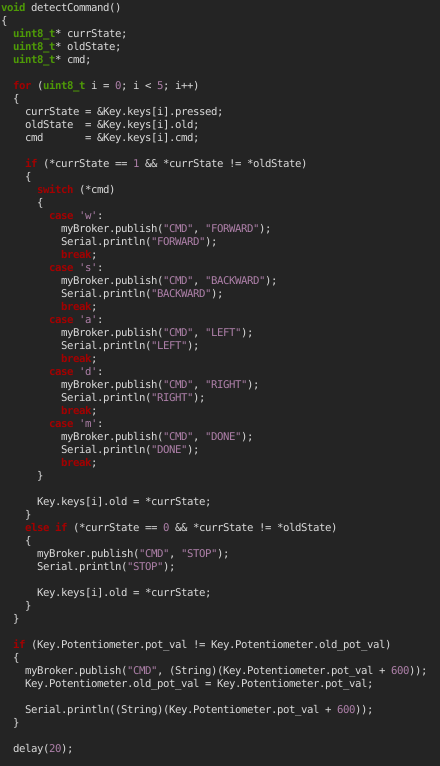 void detectCommand()
{
  uint8_t* currState;
  uint8_t* oldState;
  uint8_t* cmd;

  for (uint8_t i = 0; i < 5; i++)
  {
    currState = &Key.keys[i].pressed;
    oldState  = &Key.keys[i].old;
    cmd       = &Key.keys[i].cmd;

    if (*currState == 1 && *currState != *oldState)
    {
      switch (*cmd)
      {
        case 'w':
          myBroker.publish("CMD", "FORWARD");
          Serial.println("FORWARD");
          break;
        case 's':
          myBroker.publish("CMD", "BACKWARD");
          Serial.println("BACKWARD");
          break;
        case 'a':
          myBroker.publish("CMD", "LEFT");
          Serial.println("LEFT");
          break;
        case 'd':
          myBroker.publish("CMD", "RIGHT");
          Serial.println("RIGHT");
          break;
        case 'm':
          myBroker.publish("CMD", "DONE");
          Serial.println("DONE");
          break;
      }

      Key.keys[i].old = *currState;
    }
    else if (*currState == 0 && *currState != *oldState)
    {
      myBroker.publish("CMD", "STOP");
      Serial.println("STOP");

      Key.keys[i].old = *currState;
    }
  }

  if (Key.Potentiometer.pot_val != Key.Potentiometer.old_pot_val)
  {
    myBroker.publish("CMD", (String)(Key.Potentiometer.pot_val + 600));
    Key.Potentiometer.old_pot_val = Key.Potentiometer.pot_val;

    Serial.println((String)(Key.Potentiometer.pot_val + 600));
  }

  delay(20);